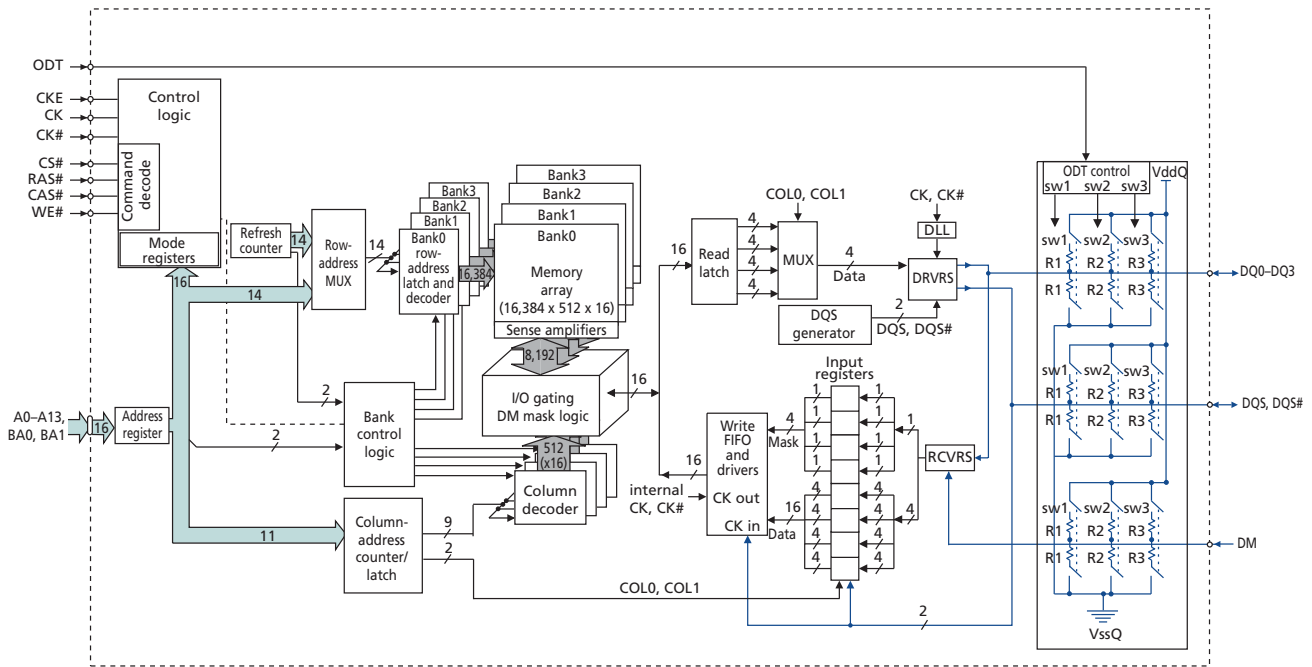 ODT
CKE
CK
CK#
CS#
RAS#
CAS#
WE#
Control
logic
Command
decode
Mode
registers
16
14
Refresh
counter
14
Row-
address
MUX
14
Bank3
Bank2
Bank1
Bank0
row-
address
latch and
decoder
16,384
Bank3
Bank2
Bank1
Bank0
Memory
array
(16,384 x 512 x 16)
Sense amplifiers
8,192
I/O gating
DM mask logic
16
16
Read
latch
4
4
4
4
COL0, COL1
MUX
4
Data
CK, CK#
DLL
DRVRS
DQS
generator
2
DQS, DQS#
A0–A13,
BA0, BA1
16
Address
register
2
2
Bank
control
logic
512
(x16)
Column
decoder
11
Column-
address
counter/
latch
9
2
COL0, COL1
16
internal
CK, CK#
Write
FIFO
and
drivers
CK out
CK in
4
Mask
16
Data
Input
registers
1
1
1
1
4
4
4
4
1
1
1
1
4
4
4
4
1
4
RCVRS
2
ODT control
sw1 sw2 sw3
VddQ
sw1 sw2 sw3
R1 R2 R3
R1 R2 R3
DQ0–DQ3
sw1 sw2 sw3
R1 R2 R3
R1 R2 R3
DQS, DQS#
sw1 sw2 sw3
R1 R2 R3
R1 R2 R3
DM
VssQ